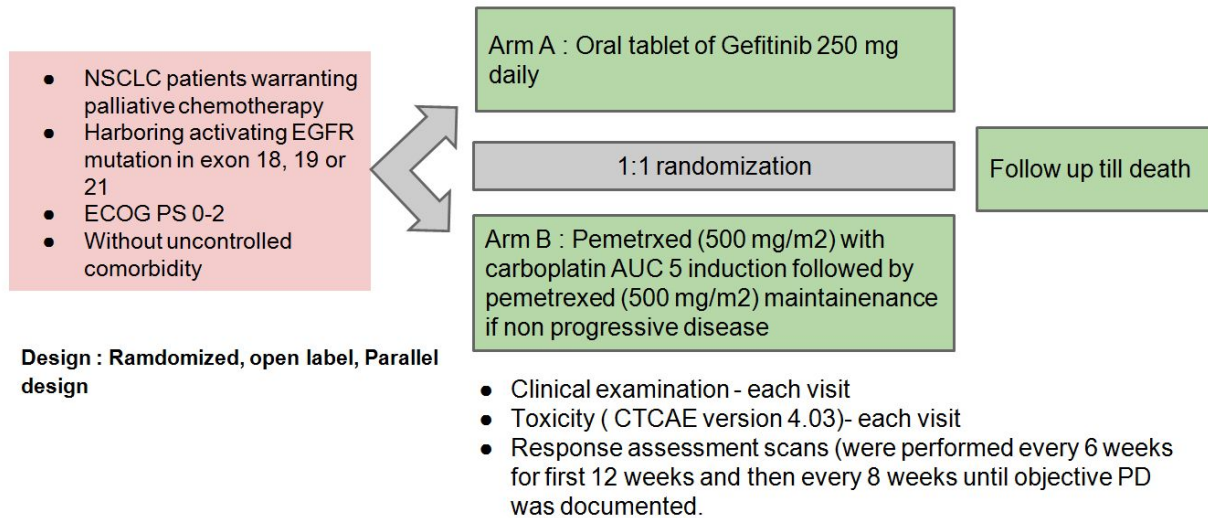 ● NSCLC patients warranting
palliative chemotherapy
● Harboring activating EGFR
mutation in exon 18, 19 or
21
● ECOG PS 0-2
● Without uncontrolled
comorbidity
Design : Randomized, open label, Parallel
design
Arm A : Oral tablet of Gefitinib 250 mg
daily
1:1 randomization
Arm B : Pemetrxed (500 mg/m2) with
carboplatin AUC 5 induction followed by
pemetrexed (500 mg/m2) maintainenance
if non progressive disease
Follow up till death
● Clinical examination - each visit
● Toxicity ( CTCAE version 4.03)- each visit
● Response assessment scans (were performed every 6 weeks
for first 12 weeks and then every 8 weeks until objective PD
was documented.